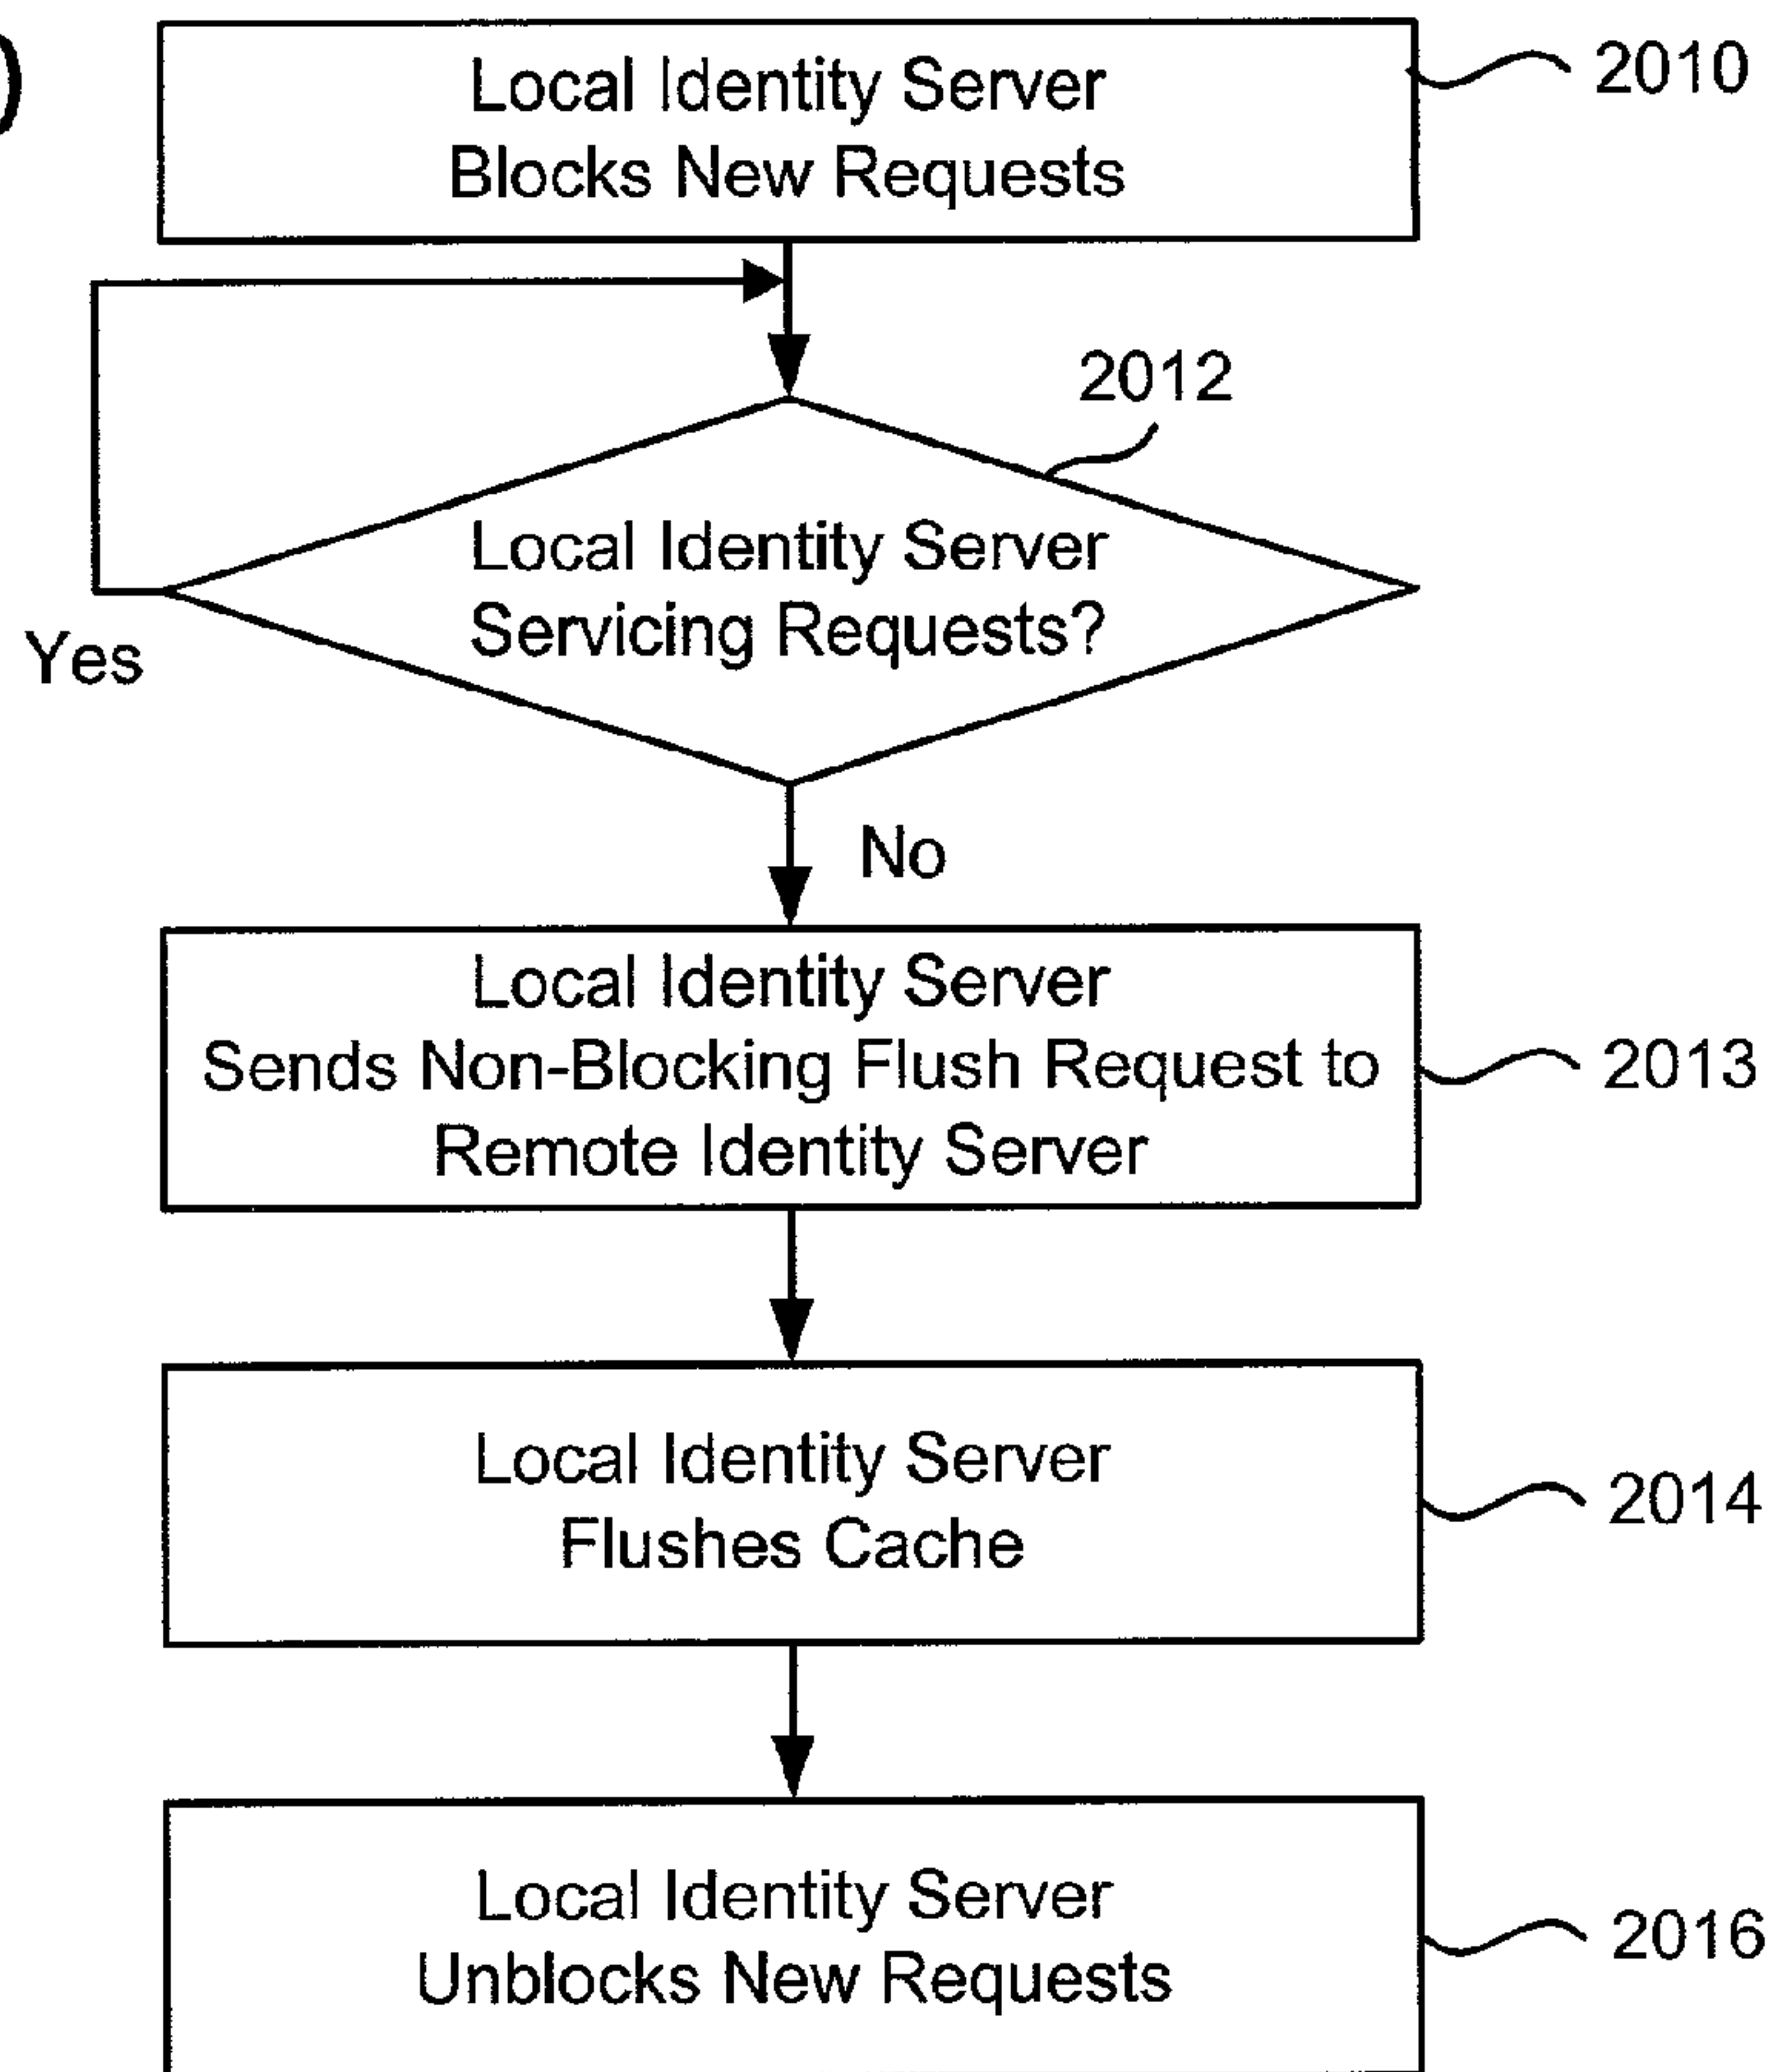 Local Identity Server
Blocks New Requests
2010
2012
Local Identity Server
Servicing Requests?
Yes
No
Local Identity Server
Sends Non-Blocking Flush Request to
Remote Identity Server
2013
Local Identity Server
Flushes Cache
2014
Local Identity Server
Unblocks New Requests
2016